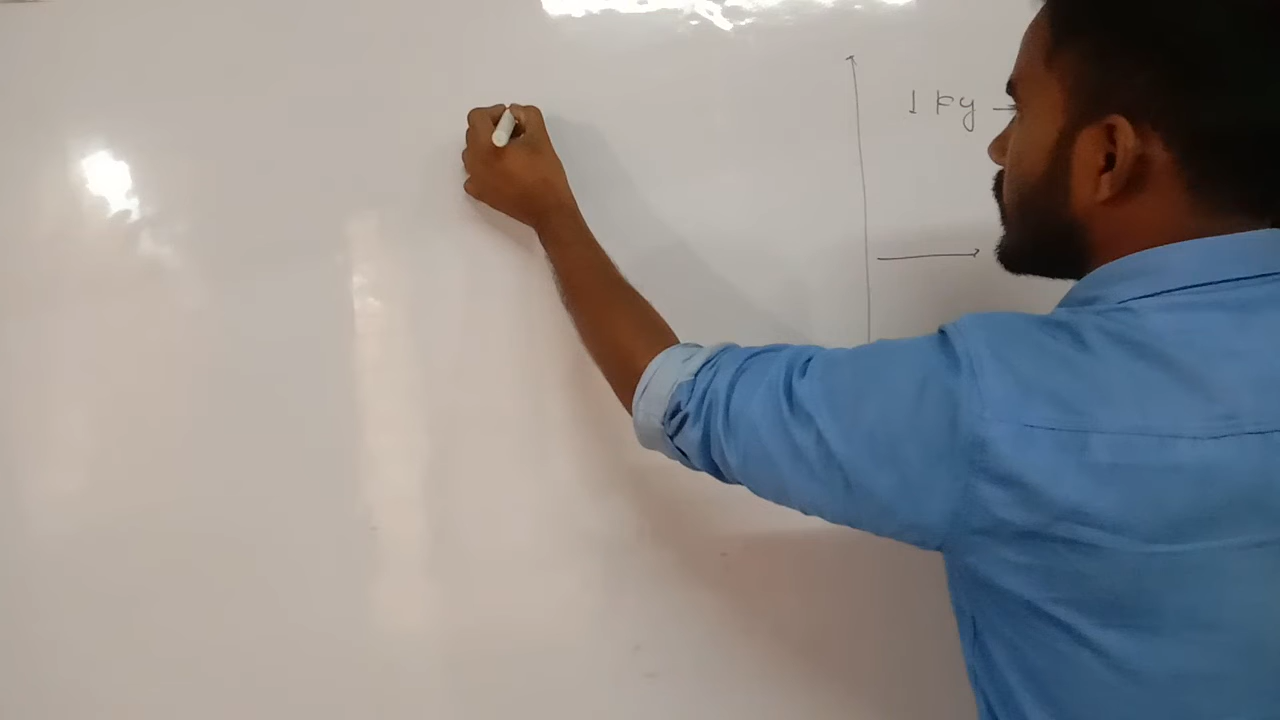 1 kg →